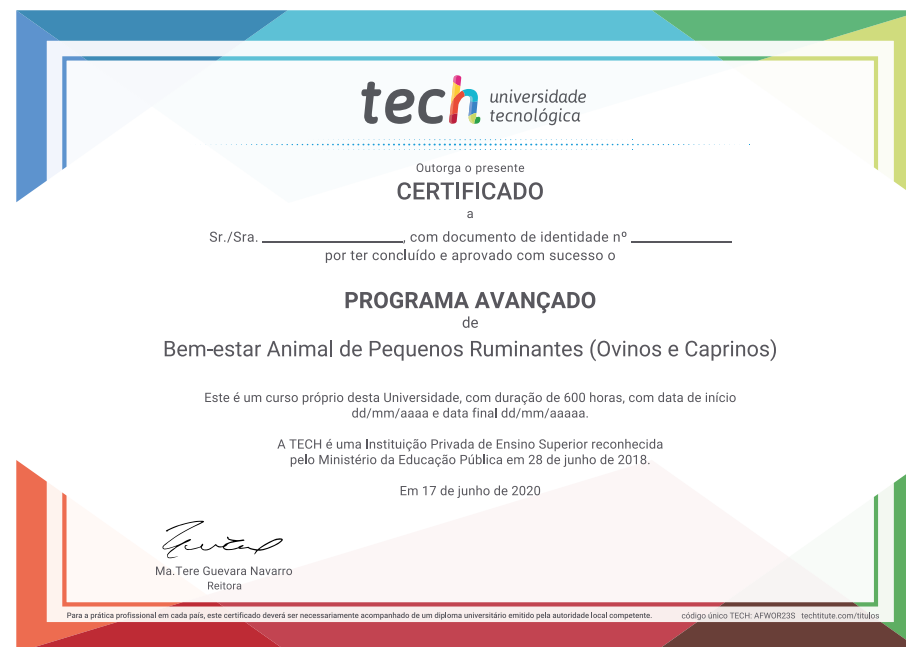 tech universidade
tecnológica
Outorga o presente
CERTIFICADO
a
Sr./Sra. ____________, com documento de identidade nº ____________
por ter concluído e aprovado com sucesso o
PROGRAMA AVANÇADO
de
Bem-estar Animal de Pequenos Ruminantes (Ovinos e Caprinos)
Este é um curso próprio desta Universidade, com duração de 600 horas, com data de início
dd/mm/aaaa e data final dd/mm/aaaaa.
A TECH é uma Instituição Privada de Ensino Superior reconhecida
pelo Ministério da Educação Pública em 28 de junho de 2018.
Em 17 de junho de 2020
Ma.Tere Guevara Navarro
Reitora
Para a prática profissional em cada país, este certificado deverá ser necessariamente acompanhado de um diploma universitário emitido pela autoridade local competente. código único TECH: AFWOR23S techtitute.com/titulos